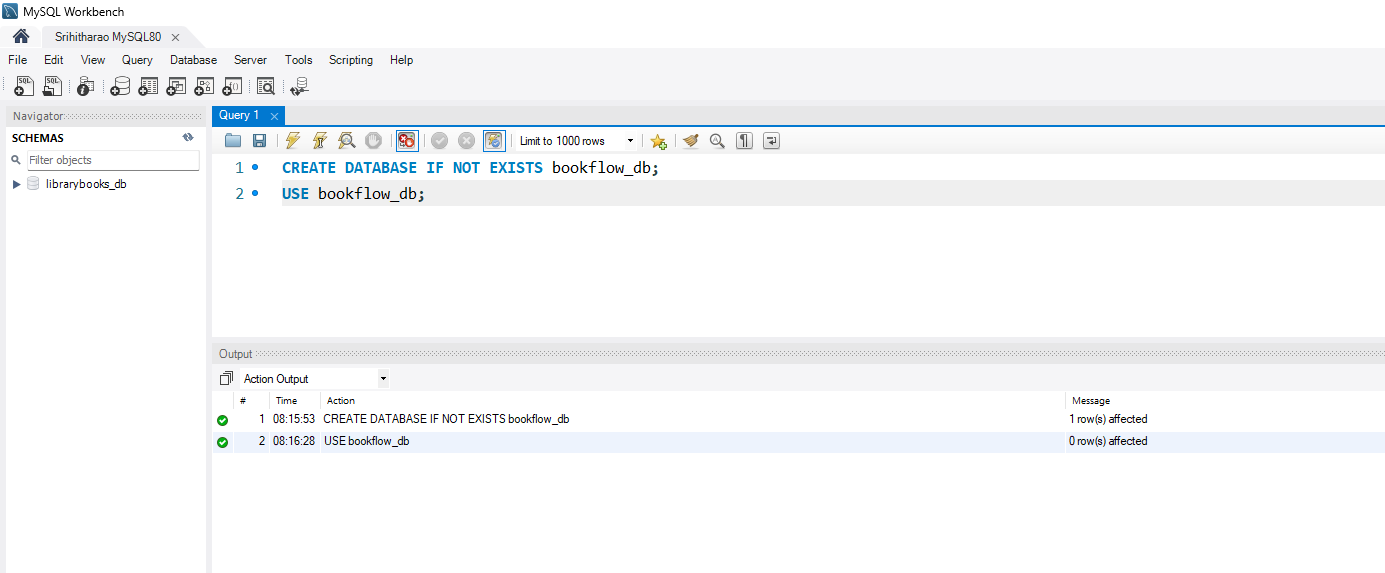 MySQL Workbench
Srihitharao MySQL80
File Edit View Query Database Server Tools Scripting Help
SQL SQL
Navigator
SCHEMAS
Filter objects
librarybooks_db
Query 1
Limit to 1000 rows
1 CREATE DATABASE IF NOT EXISTS bookflow_db;
2 USE bookflow_db;
Output
Action Output
# Time Action Message
1 08:15:53 CREATE DATABASE IF NOT EXISTS bookflow_db 1 row(s) affected
2 08:16:28 USE bookflow_db 0 row(s) affected